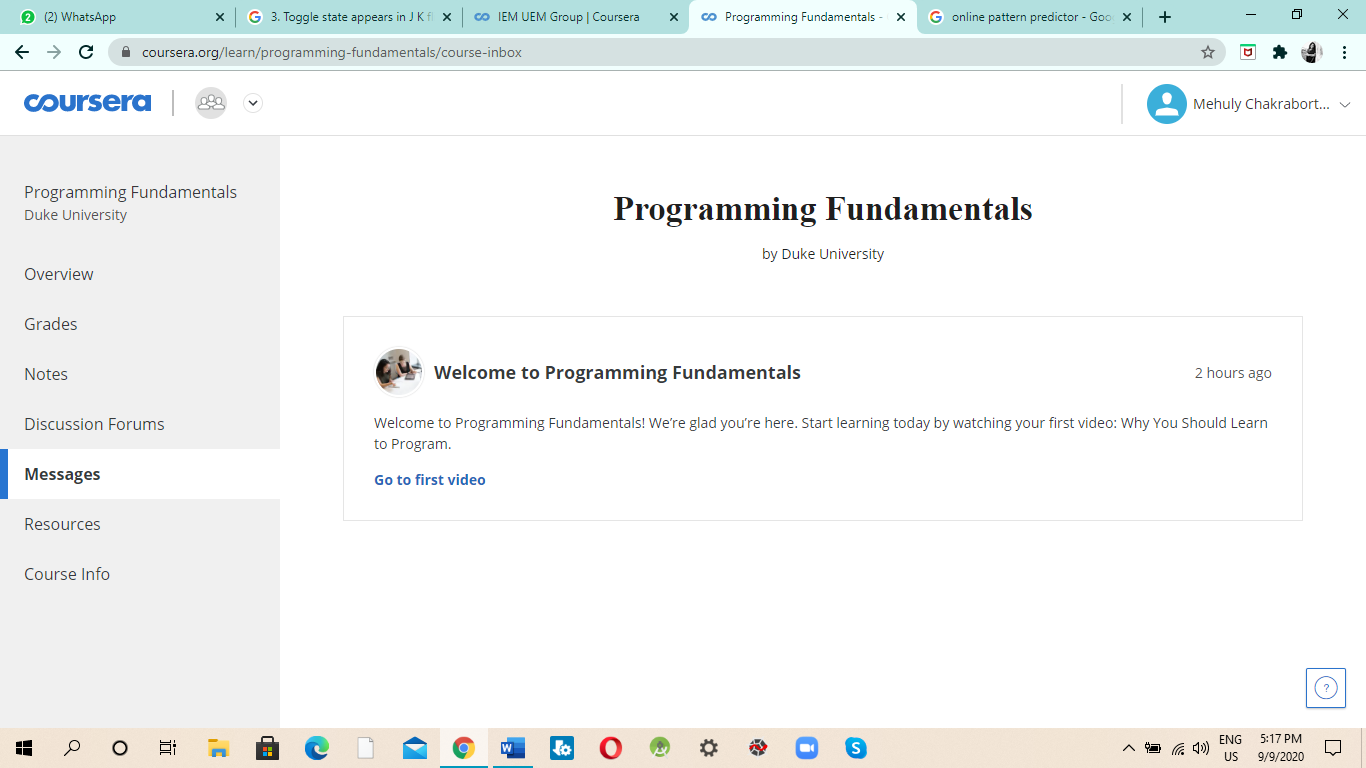 (2) WhatsApp
3. Toggle state appears in J K f
IEM UEM Group | Coursera
Programming Fundamentals -
online pattern predictor - Goo
coursera.org/learn/programming-fundamentals/course-inbox
coursera
Mehuly Chakrabort...
Programming Fundamentals
Duke University
Overview
Grades
Notes
Discussion Forums
Messages
Resources
Course Info
Programming Fundamentals
by Duke University
Welcome to Programming Fundamentals
2 hours ago
Welcome to Programming Fundamentals! We’re glad you’re here. Start learning today by watching your first video: Why You Should Learn
to Program.
Go to first video
?
ENG
US
5:17 PM
9/9/2020